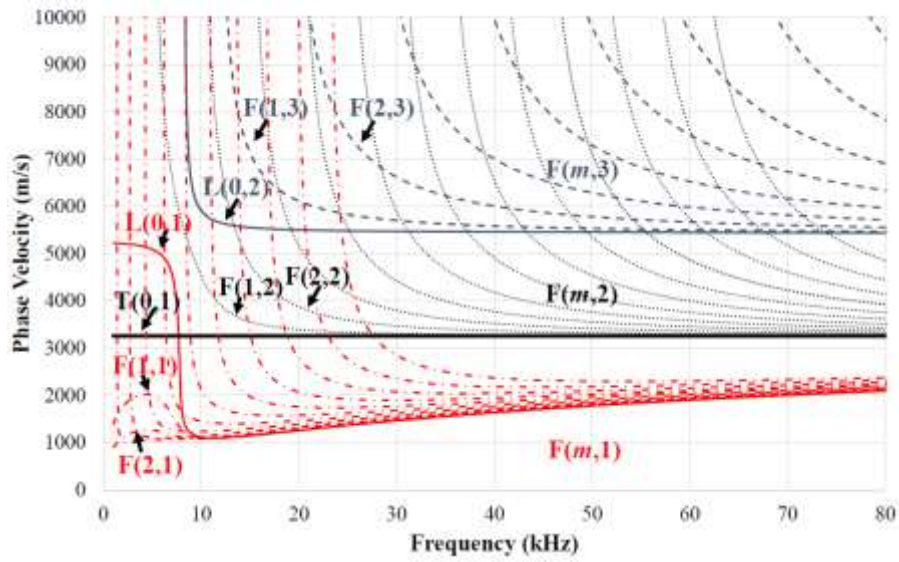 10000
9000
8000
7000
6000
5000
4000
3000
2000
1000
0
Phase Velocity (m/s)
F(1,3)
F(2,3)
F(m,3)
L(0,2)
L(0,1)
F(2,2)
F(1,2)
F(m,2)
T(0,1)
F(1,1)
F(m,1)
F(2,1)
0 10 20 30 40 50 60 70 80
Frequency (kHz)